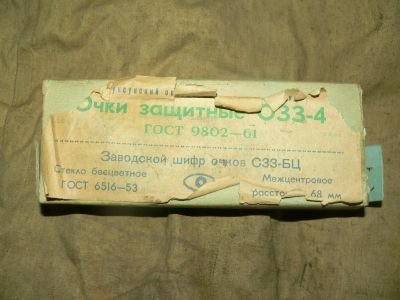 Очки защитные ОЗЗ-4
ГОСТ 9802-61
Заводской шифр очков СЗЗ-БЦ
Стекло бесцветное
ГОСТ 6516-53
Межцентровое
расстоя 68 мм